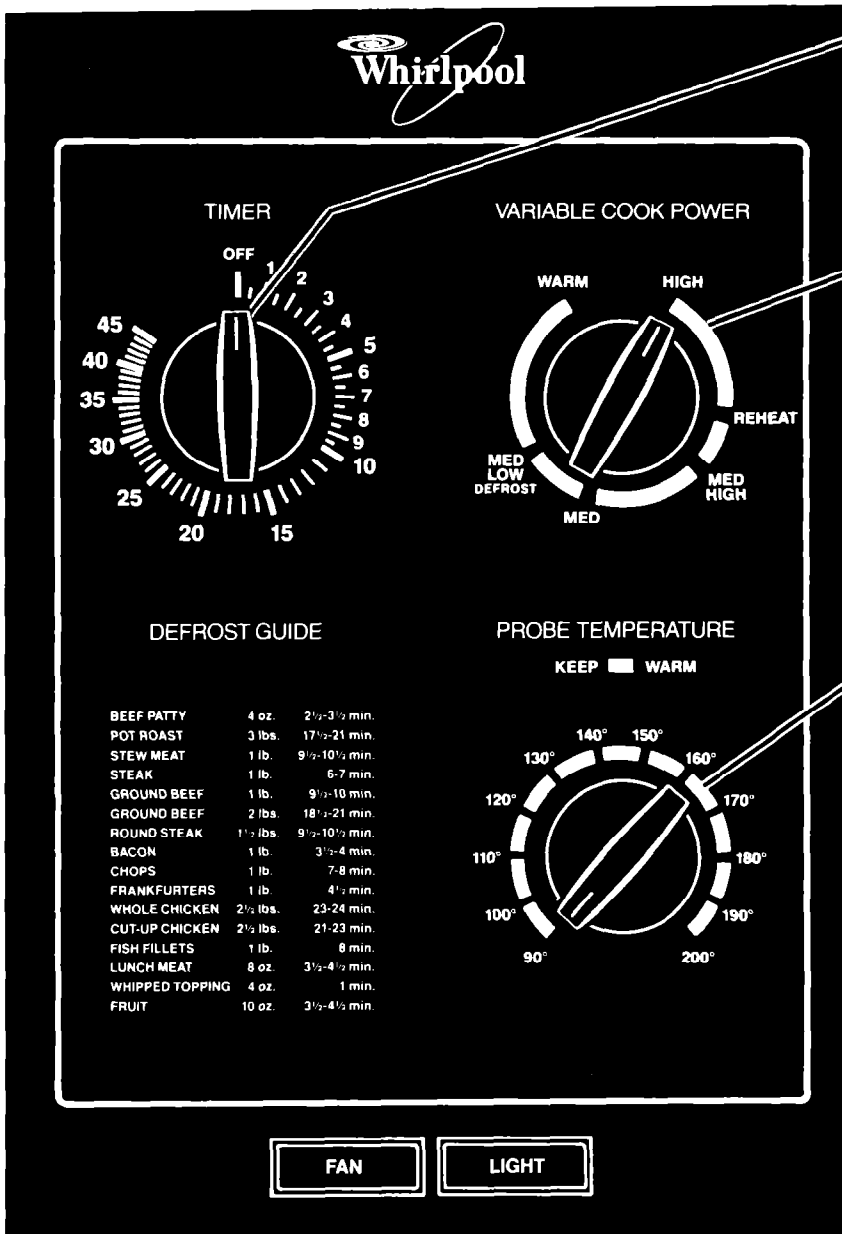 Whirlpool
TIMER
OFF
1
2
3
4
5
6
7
8
9
10
15
20
25
30
35
40
45
VARIABLE COOK POWER
WARM
HIGH
REHEAT
MED HIGH
MED
MED LOW
DEFROST
DEFROST GUIDE
BEEF PATTY 4 oz. 2½-3½ min.
POT ROAST 3 lbs. 17½-21 min.
STEW MEAT 1 lb. 9½-10½ min.
STEAK 1 lb. 6-7 min.
GROUND BEEF 1 lb. 9½-10 min.
GROUND BEEF 2 lbs. 18½-21 min.
ROUND STEAK 1½ lbs. 9½-10½ min.
BACON 1 lb. 3½-4 min.
CHOPS 1 lb. 7-8 min.
FRANKFURTERS 1 lb. 4½ min.
WHOLE CHICKEN 2½ lbs. 23-24 min.
CUT-UP CHICKEN 2½ lbs. 21-23 min.
FISH FILLETS 1 lb. 8 min.
LUNCH MEAT 8 oz. 3½-4½ min.
WHIPPED TOPPING 4 oz. 1 min.
FRUIT 10 oz. 3½-4½ min.
PROBE TEMPERATURE
KEEP WARM
90°
100°
110°
120°
130°
140°
150°
160°
170°
180°
190°
200°
FAN
LIGHT